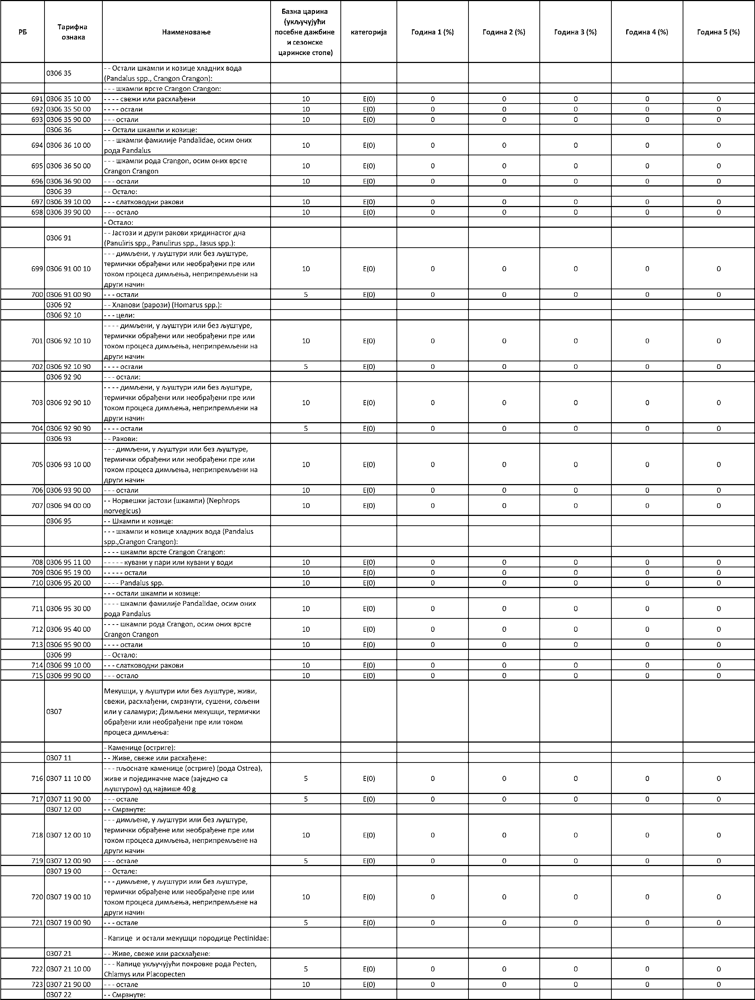 РБ Тарифна ознака Наименовање Базна царина (укључујући посебне дажбине и сезонске царинске стопе) категорија Година 1 (%) Година 2 (%) Година 3 (%) Година 4 (%) Година 5 (%)
0306 35 - - Остали шкампи и козице хладних вода
(Pandalus spp., Crangon Crangon):
- - - шкампи врсте Crangon Crangon:
691 0306 35 10 00 - - - - свежи или расхлађени 10 E(0) 0 0 0 0 0
692 0306 35 50 00 - - - - остали 10 E(0) 0 0 0 0 0
693 0306 35 90 00 - - - остали 10 E(0) 0 0 0 0 0
0306 36 - - Остали шкампи и козице:
694 0306 36 10 00 - - - шкампи фамилије Pandalidae, осим оних
рода Pandalus 10 E(0) 0 0 0 0 0
695 0306 36 50 00 - - - шкампи рода Crangon, осим оних врсте
Crangon Crangon 10 E(0) 0 0 0 0 0
696 0306 36 90 00 - - - остали 10 E(0) 0 0 0 0 0
0306 39 - - Остало:
697 0306 39 10 00 - - - слатководни ракови 10 E(0) 0 0 0 0 0
698 0306 39 90 00 - - - остало 10 E(0) 0 0 0 0 0
- Остало:
0306 91 - - Јастози и други ракови хридинастог дна
(Panuliris spp., Panulirus spp., Jasus spp.):
699 0306 91 00 10 - - - димљени, у љуштури или без љуштуре,
термички обрађени или необрађени пре или
током процеса димљења, неприпремљени на
други начин 10 E(0) 0 0 0 0 0
700 0306 91 00 90 - - - остали 5 E(0) 0 0 0 0 0
0306 92 - - Хлапови (рарози) (Homarus spp.):
0306 92 10 - - - цели:
701 0306 92 10 10 - - - - димљени, у љуштури или без љуштуре,
термички обрађени или необрађени пре или
током процеса димљења, неприпремљени на
други начин 10 E(0) 0 0 0 0 0
702 0306 92 10 90 - - - - остали 5 E(0) 0 0 0 0 0
0306 92 90 - - - остали:
703 0306 92 90 10 - - - - димљени, у љуштури или без љуштуре,
термички обрађени или необрађени пре или
током процеса димљења, неприпремљени на
други начин 10 E(0) 0 0 0 0 0
704 0306 92 90 90 - - - - остали 5 E(0) 0 0 0 0 0
0306 93 - - Ракови:
705 0306 93 10 00 - - - димљени, у љуштури или без љуштуре,
термички обрађени или необрађени пре или
током процеса димљења, неприпремљени на
други начин 10 E(0) 0 0 0 0 0
706 0306 93 90 00 - - - остали 10 E(0) 0 0 0 0 0
707 0306 94 00 00 - - Норвешки јастози (шкампи) (Nephrops
norvegicus) 10 E(0) 0 0 0 0 0
0306 95 - - Шкампи и козице:
- - - шкампи и козице хладних вода (Pandalus
spp.,Crangon Crangon):
- - - - шкампи врсте Crangon Crangon:
708 0306 95 11 00 - - - - - кувани у пари или кувани у води 10 E(0) 0 0 0 0 0
709 0306 95 19 00 - - - - - остали 10 E(0) 0 0 0 0 0
710 0306 95 20 00 - - - - Pandalus spp. 10 E(0) 0 0 0 0 0
- - - остали шкампи и козице:
711 0306 95 30 00 - - - - шкампи фамилије Pandalidae, осим оних
рода Pandalus 10 E(0) 0 0 0 0 0
712 0306 95 40 00 - - - - шкампи рода Crangon, осим оних врсте
Crangon Crangon 10 E(0) 0 0 0 0 0
713 0306 95 90 00 - - - - остали 10 E(0) 0 0 0 0 0
0306 99 - - Остало:
714 0306 99 10 00 - - - слатководни ракови 10 E(0) 0 0 0 0 0
715 0306 99 90 00 - - - остало 10 E(0) 0 0 0 0 0
0307 Мекушци, у љуштури или без љуштуре, живи,
свежи, расхлађени, смрзнути, сушени, сољени
или у саламури; Димљени мекушци, термички
обрађени или необрађени пре или током
процеса димљења:
- Каменице (остриге):
0307 11 - - Живе, свеже или расхађене:
716 0307 11 10 00 - - - пљоснате каменице (остриге) (рода Ostrea),
живе и појединачне масе (заједно са
љуштуром) од највише 40 g 5 E(0) 0 0 0 0 0
717 0307 11 90 00 - - - остале 5 E(0) 0 0 0 0 0
0307 12 00 - - Смрзнуте:
718 0307 12 00 10 - - - димљене, у љуштури или без љуштуре,
термички обрађене или необрађене пре или
током процеса димљења, неприпремљене на
други начин 10 E(0) 0 0 0 0 0
719 0307 12 00 90 - - - остале 5 E(0) 0 0 0 0 0
0307 19 00 - - Остале:
720 0307 19 00 10 - - - димљене, у љуштури или без љуштуре,
термички обрађене или необрађене пре или
током процеса димљења, неприпремљене на
други начин 10 E(0) 0 0 0 0 0
721 0307 19 00 90 - - - остале 5 E(0) 0 0 0 0 0
- Капице и остали мекушци породице Pectinidae:
0307 21 - - Живе, свеже или расхлађене:
722 0307 21 10 00 - - - Капице укључујући покровке рода Pecten,
Chlamys или Placopecten 5 E(0) 0 0 0 0 0
723 0307 21 90 00 - - - остале 10 E(0) 0 0 0 0 0
0307 22 - - Смрзнуте: